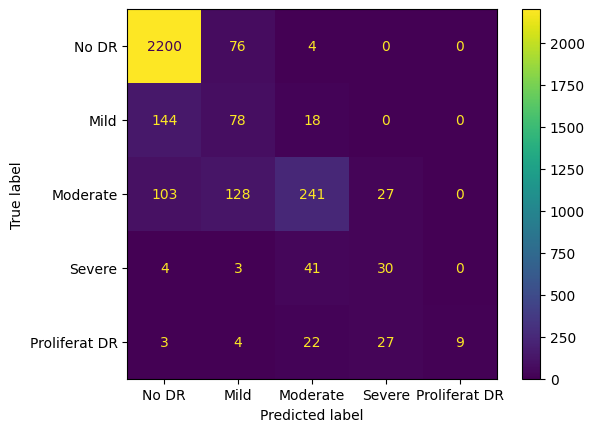 No DR 2200 76 4 0 0
Mild 144 78 18 0 0
Moderate 103 128 241 27 0
Severe 4 3 41 30 0
Proliferat DR 3 4 22 27 9
No DR Mild Moderate Severe Proliferat DR
Predicted label
True label
2000
1750
1500
1250
1000
750
500
250
0